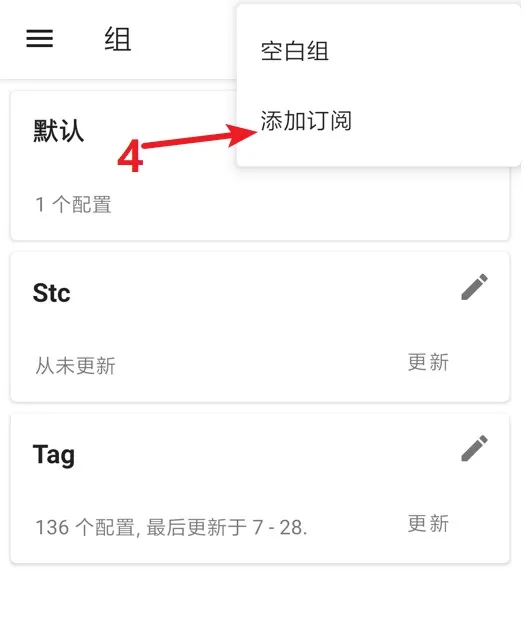 组
空白组
添加订阅
默认
4
1 个配置
Stc
从未更新
更新
Tag
136 个配置, 最后更新于 7 - 28.
更新